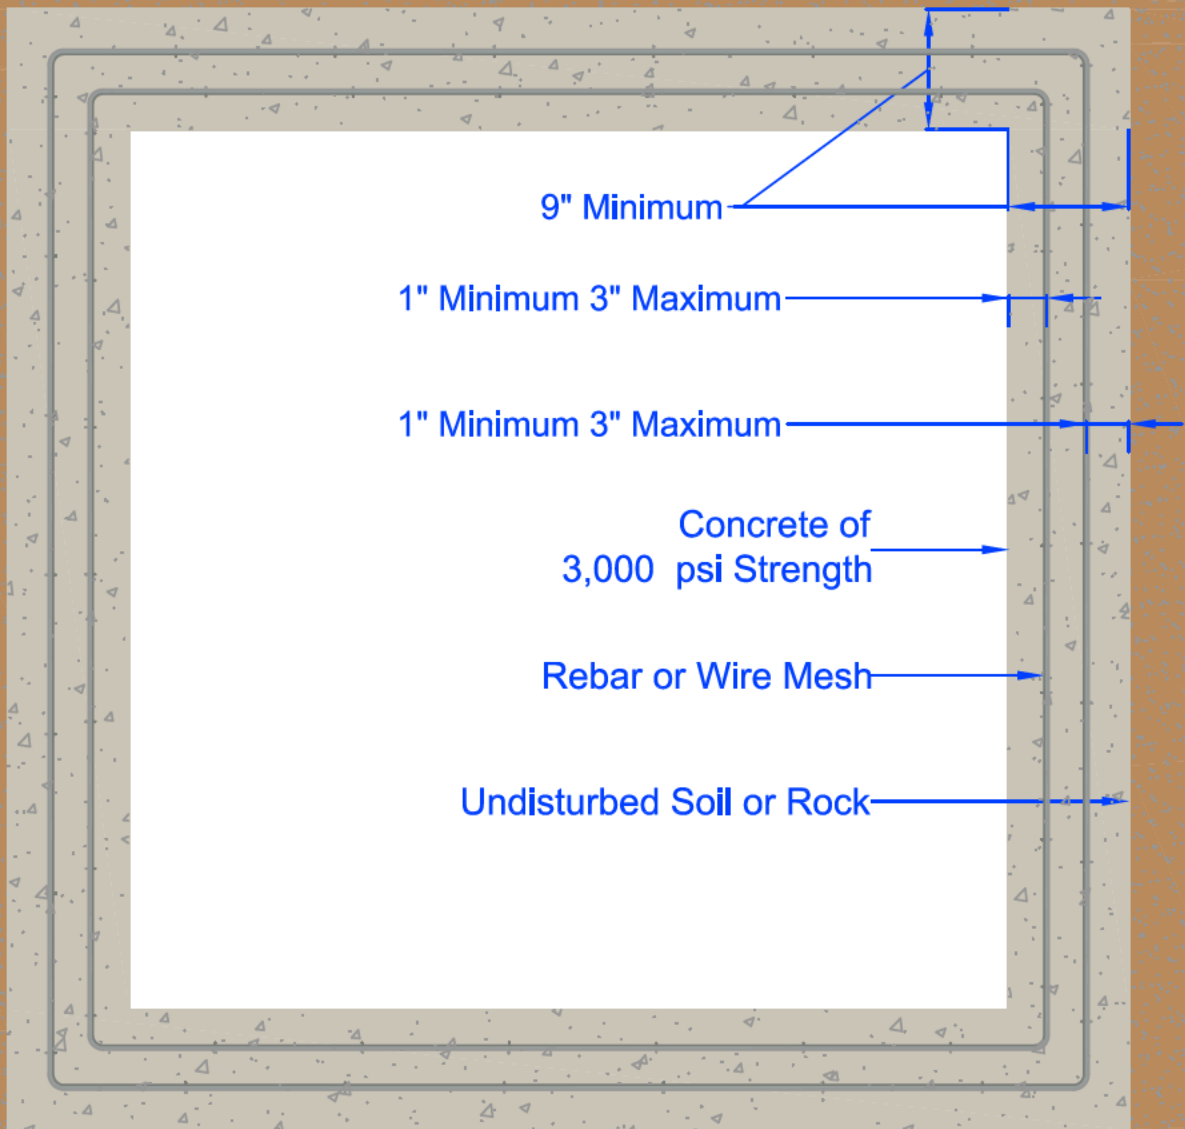 9" Minimum
1" Minimum 3" Maximum
1" Minimum 3" Maximum
Concrete of
3,000 psi Strength
Rebar or Wire Mesh
Undisturbed Soil or Rock